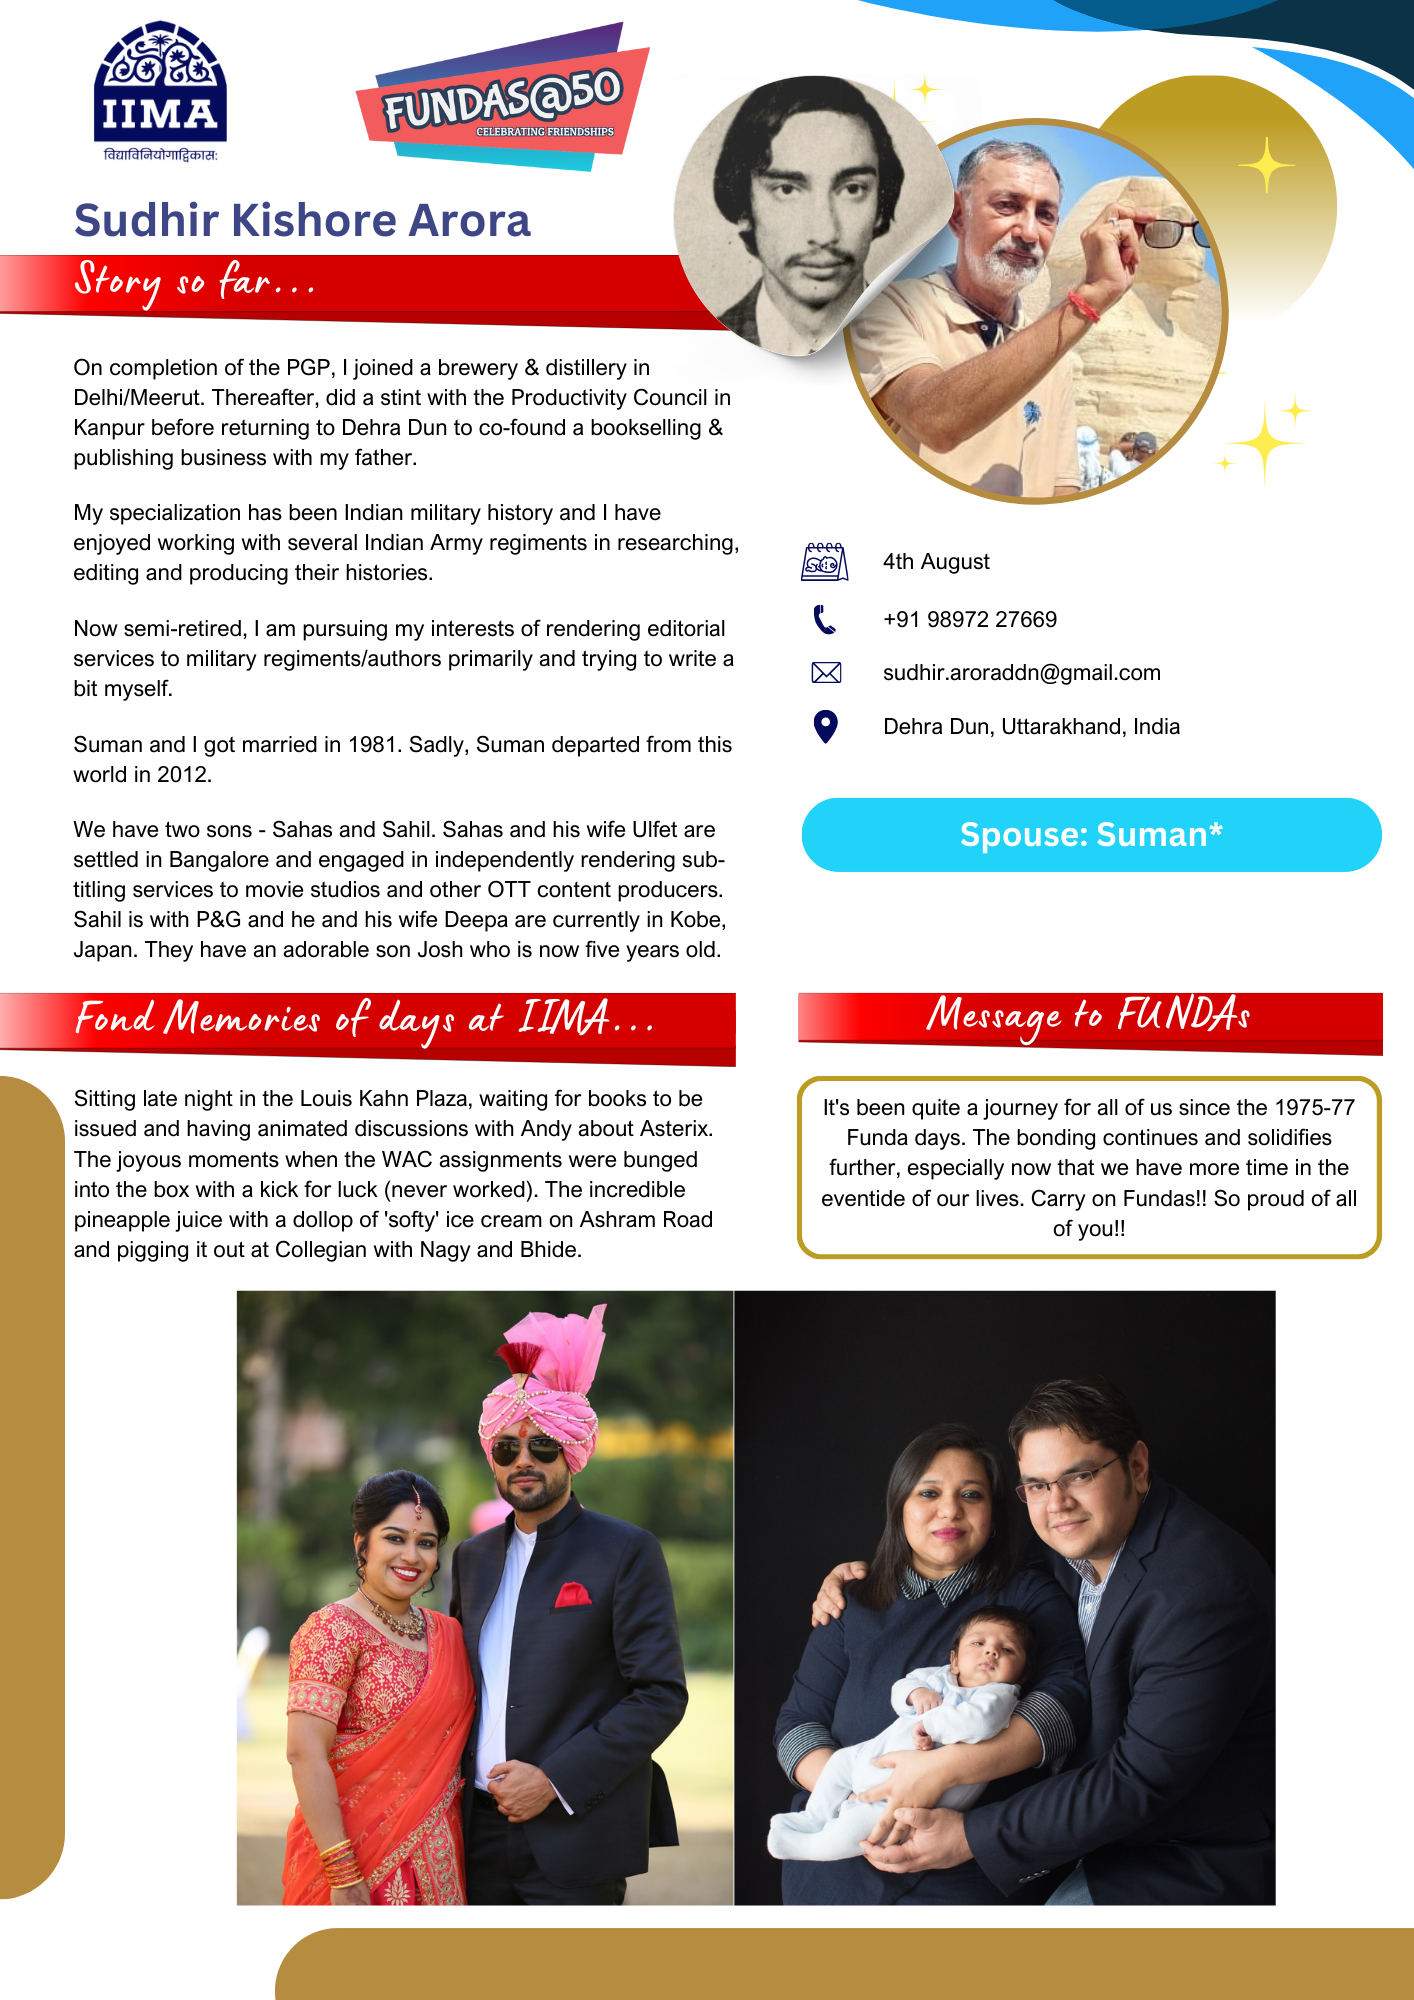 IIMA
विद्याविनियोगाद्विकास:
FUNDAS@50
CELEBRATING FRIENDSHIPS
Sudhir Kishore Arora
Story so far...
On completion of the PGP, I joined a brewery & distillery in
Delhi/Meerut. Thereafter, did a stint with the Productivity Council in
Kanpur before returning to Dehra Dun to co-found a bookselling &
publishing business with my father.
My specialization has been Indian military history and I have
enjoyed working with several Indian Army regiments in researching,
editing and producing their histories.
Now semi-retired, I am pursuing my interests of rendering editorial
services to military regiments/authors primarily and trying to write a
bit myself.
Suman and I got married in 1981. Sadly, Suman departed from this
world in 2012.
We have two sons - Sahas and Sahil. Sahas and his wife Ulfet are
settled in Bangalore and engaged in independently rendering sub-
titling services to movie studios and other OTT content producers.
Sahil is with P&G and he and his wife Deepa are currently in Kobe,
Japan. They have an adorable son Josh who is now five years old.
4th August
+91 98972 27669
sudhir.aroraddn@gmail.com
Dehra Dun, Uttarakhand, India
Spouse: Suman*
Fond Memories of days at IIMA...
Sitting late night in the Louis Kahn Plaza, waiting for books to be
issued and having animated discussions with Andy about Asterix.
The joyous moments when the WAC assignments were bunged
into the box with a kick for luck (never worked). The incredible
pineapple juice with a dollop of 'softy' ice cream on Ashram Road
and pigging it out at Collegian with Nagy and Bhide.
Message to FUNDAs
It's been quite a journey for all of us since the 1975-77
Funda days. The bonding continues and solidifies
further, especially now that we have more time in the
eventide of our lives. Carry on Fundas!! So proud of all
of you!!